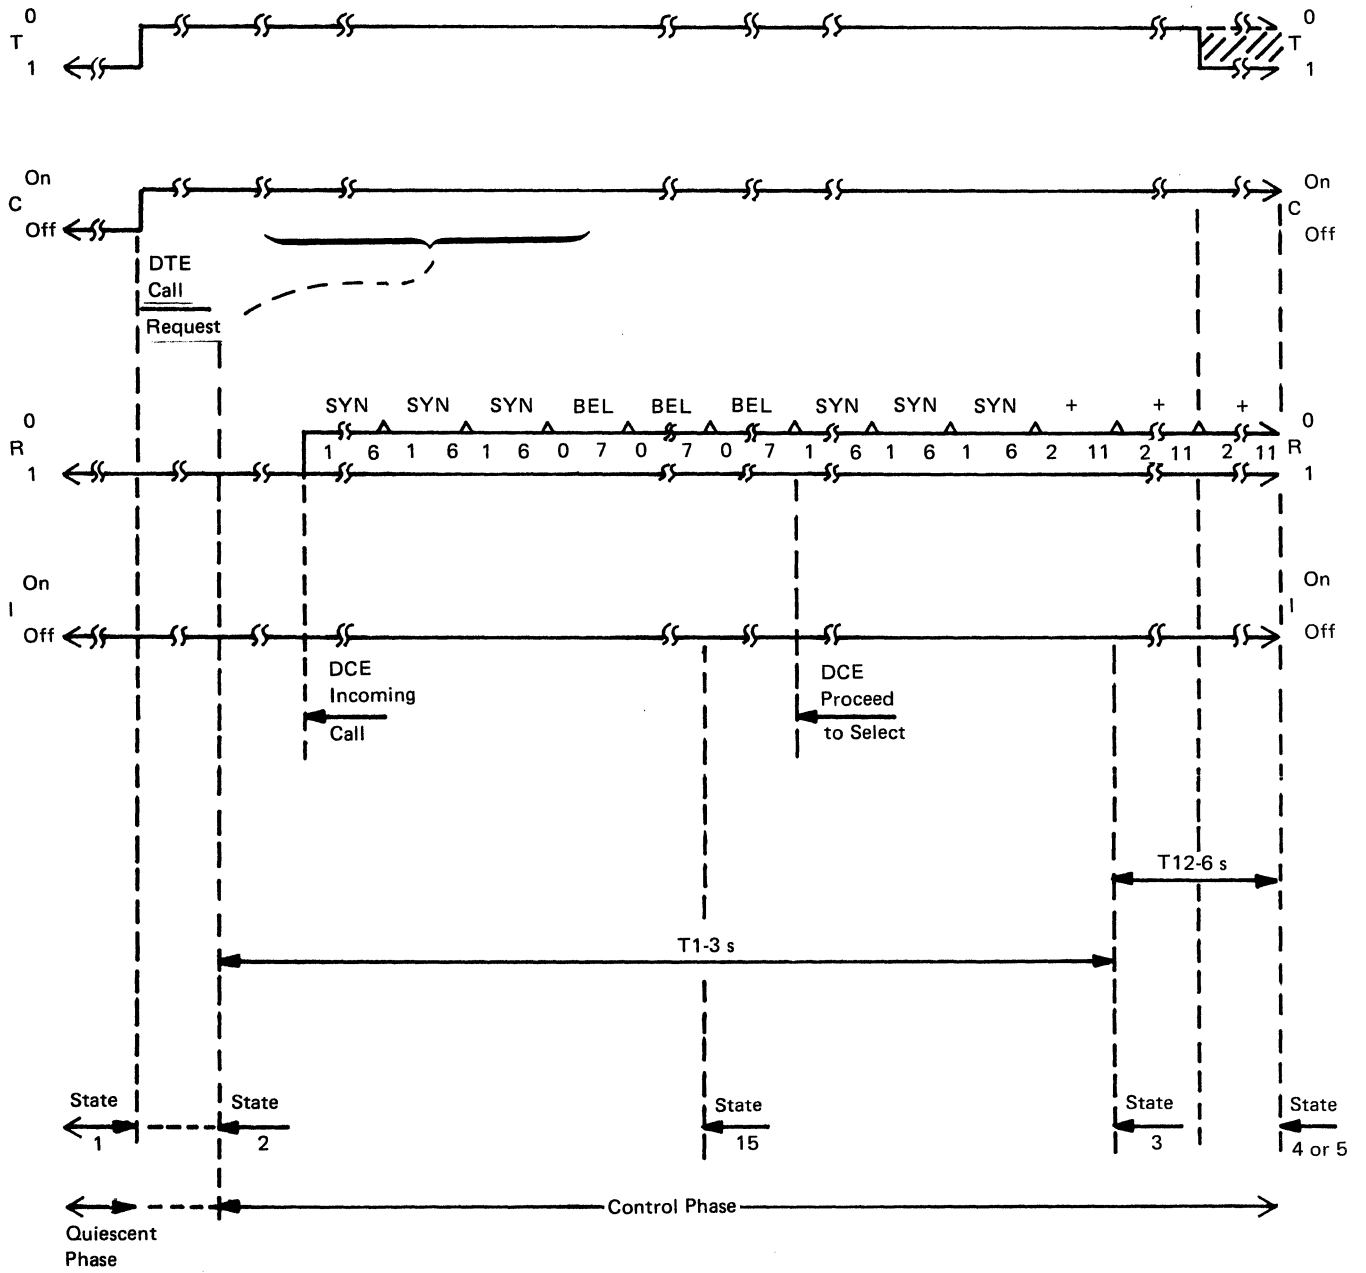 0 0
T T
1 1
On On
C C
Off Off
DTE
Call
Request
SYN SYN SYN BEL BEL BEL SYN SYN SYN + + +
0 0
R 1 6 1 6 1 6 0 7 0 7 0 7 1 6 1 6 1 6 2 11 2 11 2 11 R
1 1
On On
I I
Off Off
DCE
Incoming
Call
DCE
Proceed
to Select
T12-6 s
T1-3 s
State
1
State
2
State
15
State
3
State
4 or 5
Control Phase
Quiescent
Phase